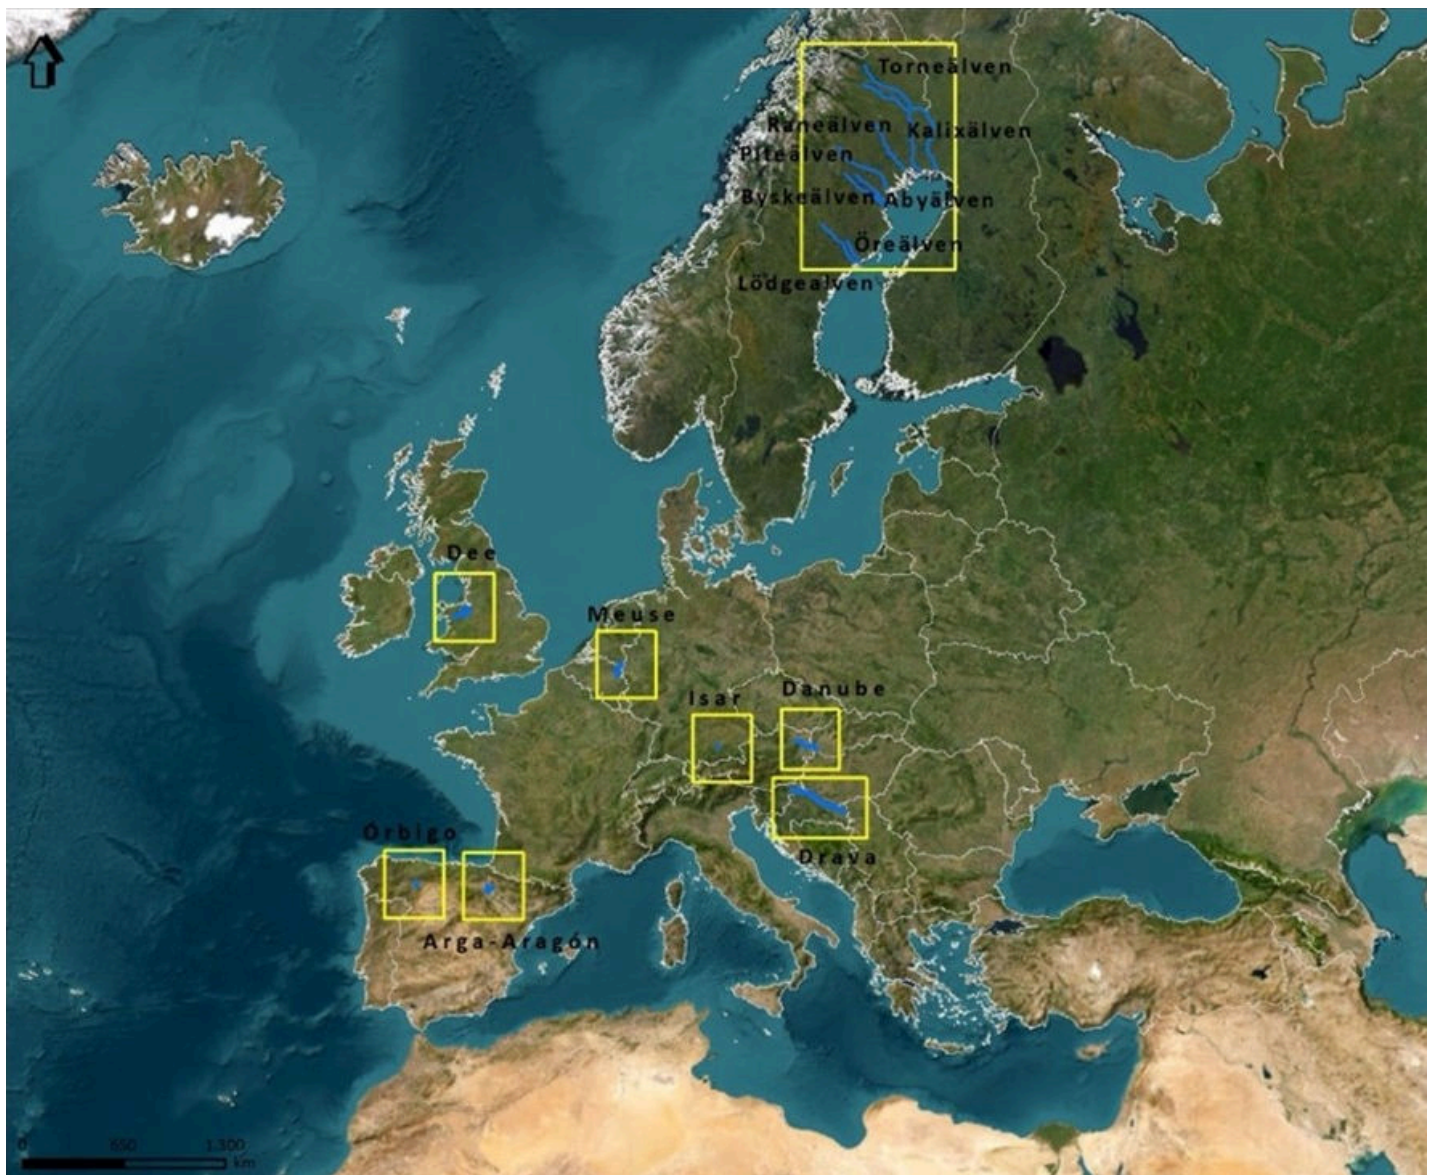 Torneälven
Raneälven
Kalixälven
Piteälven
Byskeälven
Abyälven
Öreälven
Lödgeälven
Dee
Meuse
Isar
Danube
Órbigo
Drava
Arga-Aragón
0 650 1.300
km